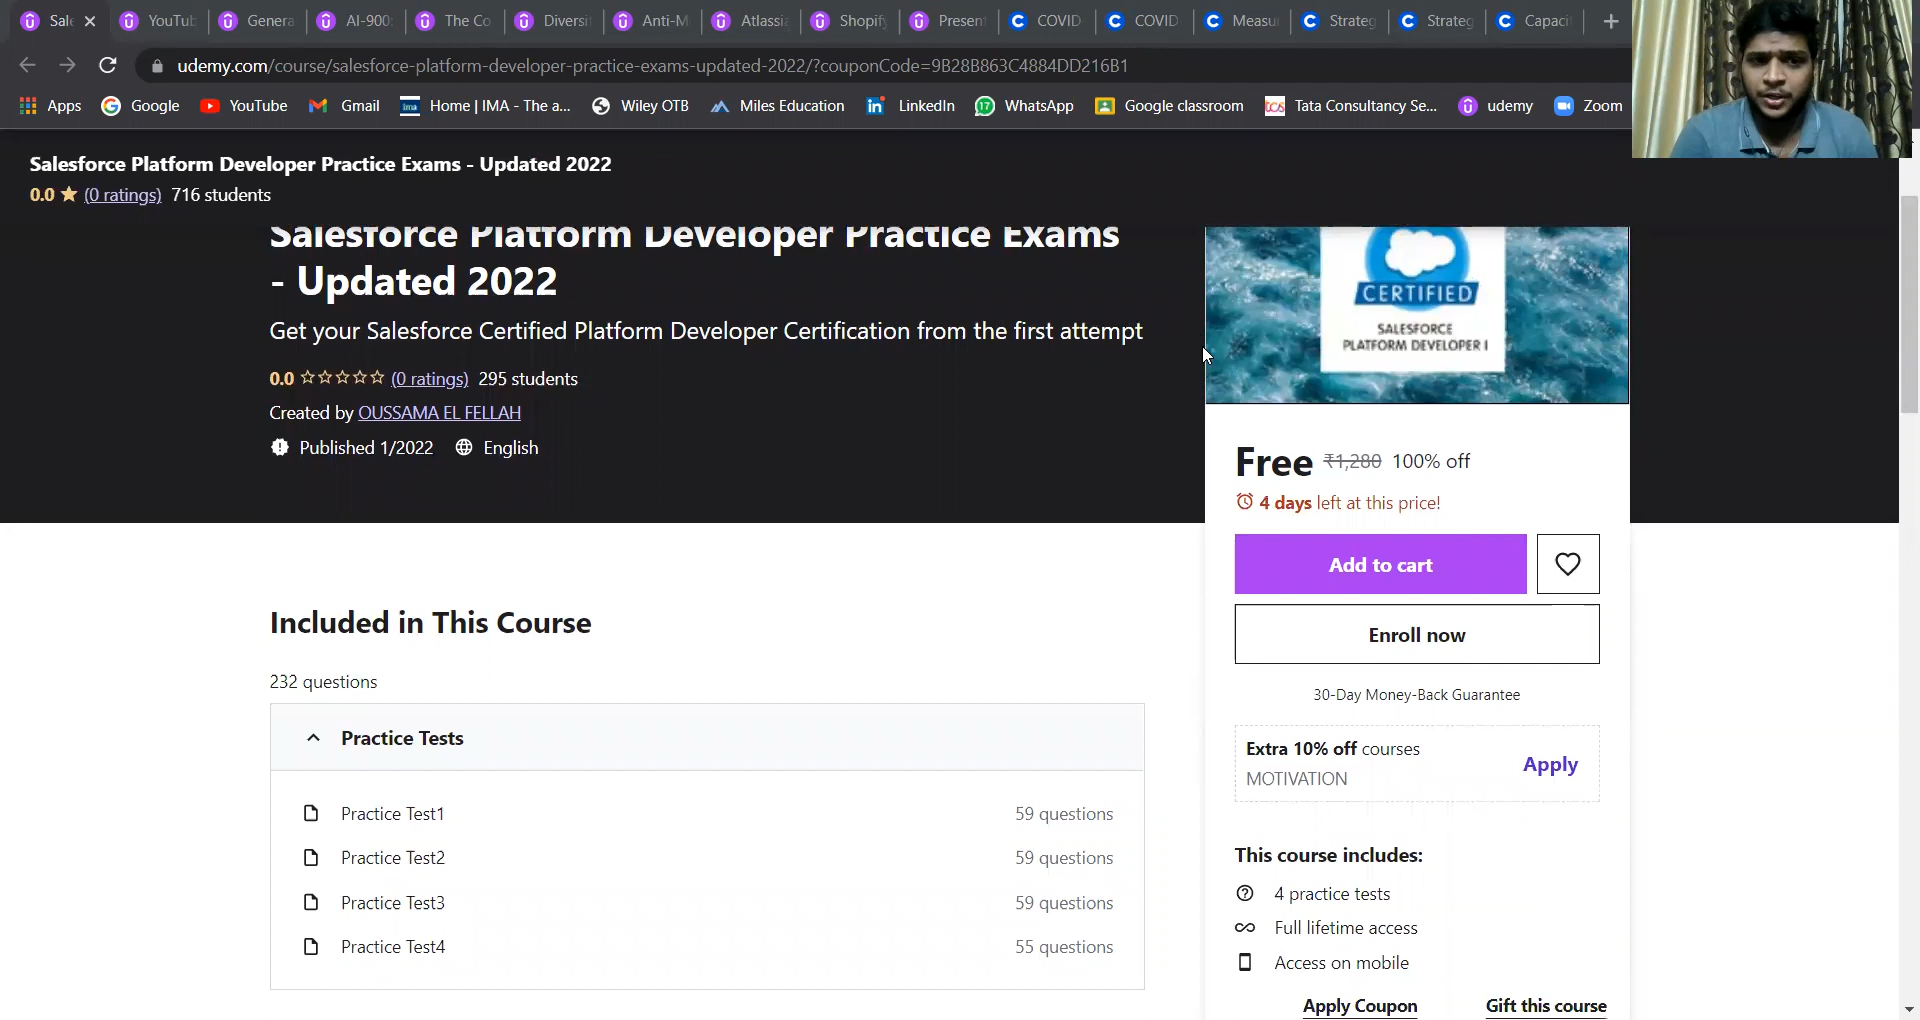 Sale
YouTub
Genera
AI-900:
The Co
Diversit
Anti-M
Atlassia
Shopify
Present
COVID
COVID
Measu
Strateg
Strateg
Capacit
udemy.com/course/salesforce-platform-developer-practice-exams-updated-2022/?couponCode=9B28B863C4884DD216B1
Apps
Google
YouTube
Gmail
Home | IMA - The a...
Wiley OTB
Miles Education
LinkedIn
17
WhatsApp
Google classroom
Tata Consultancy Se...
udemy
Zoom
Salesforce Platform Developer Practice Exams - Updated 2022
0.0 ★ (0 ratings) 716 students
Salesforce Platform Developer Practice Exams
- Updated 2022
Get your Salesforce Certified Platform Developer Certification from the first attempt
0.0 (0 ratings) 295 students
Created by OUSSAMA EL FELLAH
Published 1/2022 English
CERTIFIED
SALESFORCE
PLATFORM DEVELOPER I
Free ₹1,280 100% off
4 days left at this price!
Add to cart
Enroll now
30-Day Money-Back Guarantee
Extra 10% off courses
MOTIVATION
Apply
This course includes:
4 practice tests
Full lifetime access
Access on mobile
Apply Coupon
Gift this course
Included in This Course
232 questions
Practice Tests
Practice Test1 59 questions
Practice Test2 59 questions
Practice Test3 59 questions
Practice Test4 55 questions